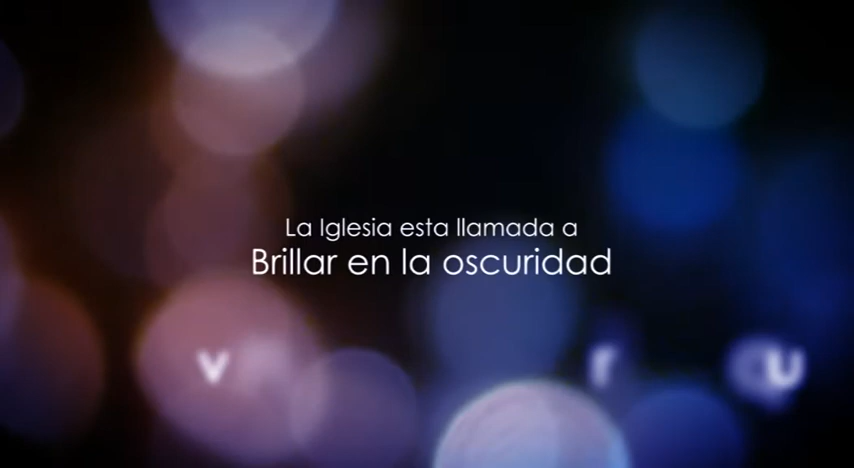 La Iglesia esta llamada a
Brillar en la oscuridad
v r u